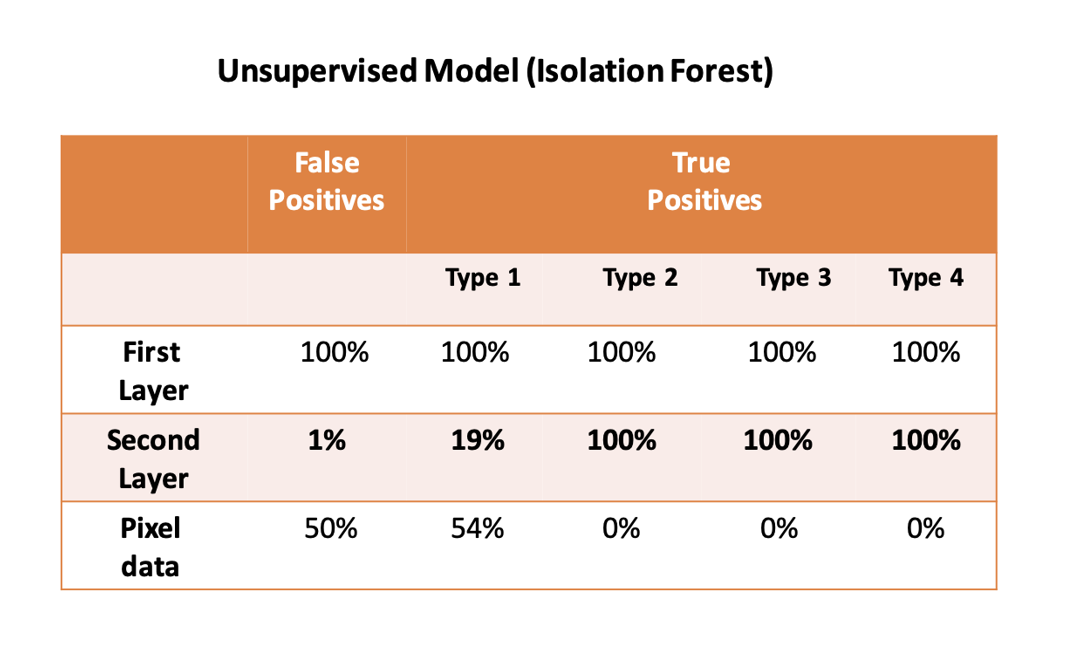 Unsupervised Model (Isolation Forest)
False True
Positives Positives
Type 1 Type 2 Type 3 Type 4
First 100% 100% 100% 100% 100%
Layer
Second 1% 19% 100% 100% 100%
Layer
Pixel 50% 54% 0% 0% 0%
data